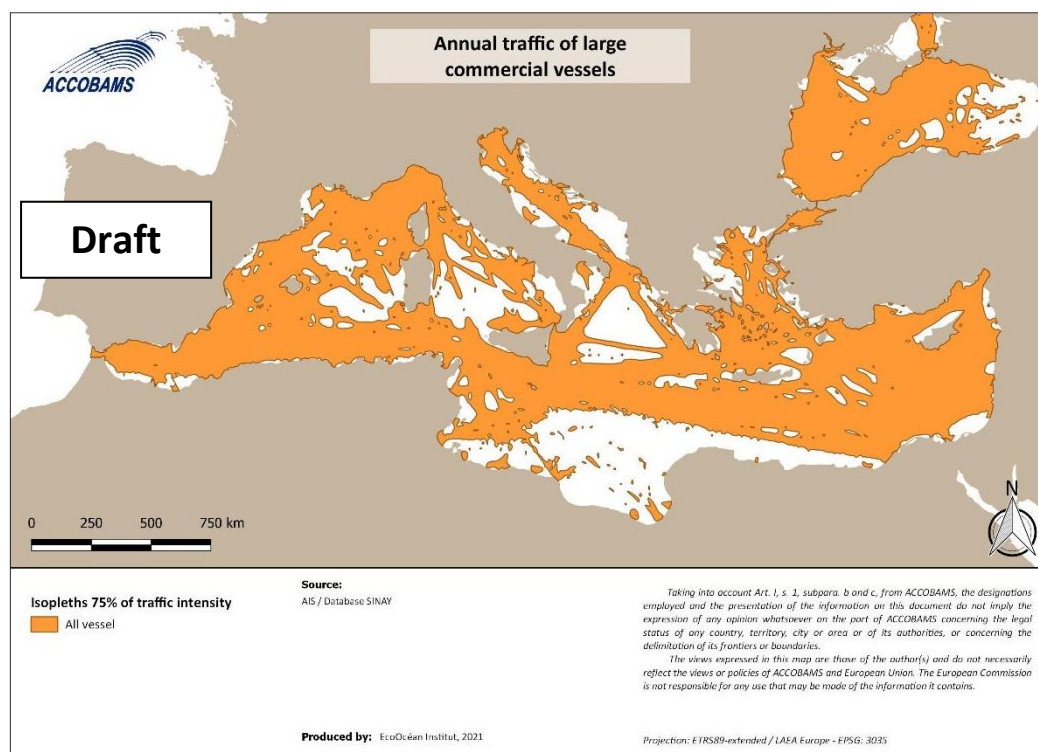 ACCOBAMS
Annual traffic of large
commercial vessels
Draft
N
0 250 500 750 km
Isopleths 75% of traffic intensity
All vessel
Source:
AIS / Database SINAY
Produced by: EcoOcéan Institut, 2021
Taking into account Art. I, s. 1, subpara. b and c, from ACCOBAMS, the designations
employed and the presentation of the information on this document do not imply the
expression of any opinion whatsoever on the part of ACCOBAMS concerning the legal
status of any country, territory, city or area or of its authorities, or concerning the
delimitation of its frontiers or boundaries.
The views expressed in this map are those of the author(s) and do not necessarily
reflect the views or policies of ACCOBAMS and European Union. The European Commission
is not responsible for any use that may be made of the information it contains.
Projection: ETRS89-extended / LAEA Europe - EPSG: 3035